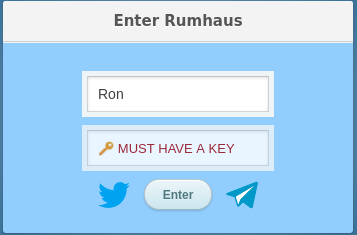 Enter Rumhaus
Ron
🔑 MUST HAVE A KEY
Enter